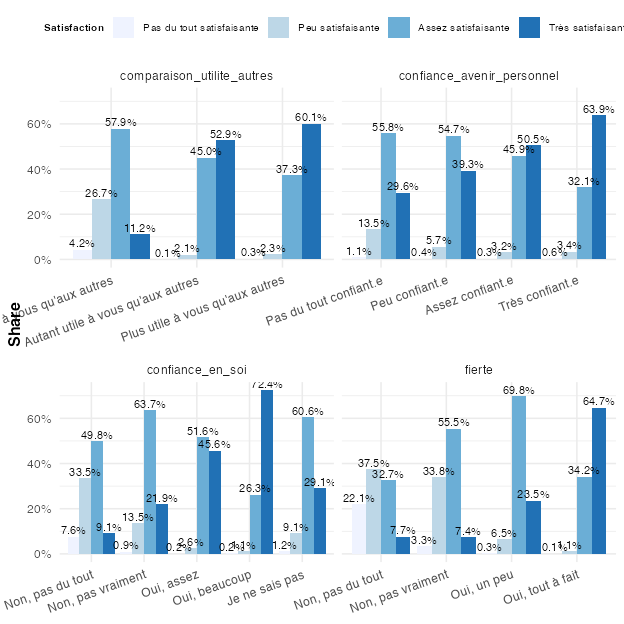 Satisfaction Pas du tout satisfaisante Peu satisfaisante Assez satisfaisante Très satisfaisant
comparaison_utilite_autres
60%
40%
20%
0%
4.2% 26.7% 57.9% 11.2%
0.1% 2.1% 45.0% 52.9%
0.3% 2.3% 37.3% 60.1%
à vous qu'aux autres
Autant utile à vous qu'aux autres
Plus utile à vous qu'aux autres
confiance_avenir_personnel
1.1% 13.5% 55.8% 29.6%
0.4% 5.7% 54.7% 39.3%
0.3% 3.2% 45.9% 50.5%
0.6% 3.4% 32.1% 63.9%
Pas du tout confiant.e
Peu confiant.e
Assez confiant.e
Très confiant.e
Share
confiance_en_soi
60%
40%
20%
0%
7.6% 33.5% 49.8% 9.1%
0.9% 13.5% 63.7% 21.9%
0.2% 2.6% 51.6% 45.6%
0.2% 1.1% 26.3% 72.4%
1.2% 9.1% 60.6% 29.1%
Non, pas du tout
Non, pas vraiment
Oui, assez
Oui, beaucoup
Je ne sais pas
fierte
22.1% 37.5% 32.7% 7.7%
3.3% 33.8% 55.5% 7.4%
0.3% 6.5% 69.8% 23.5%
0.1% 1.1% 34.2% 64.7%
Non, pas du tout
Non, pas vraiment
Oui, un peu
Oui, tout à fait